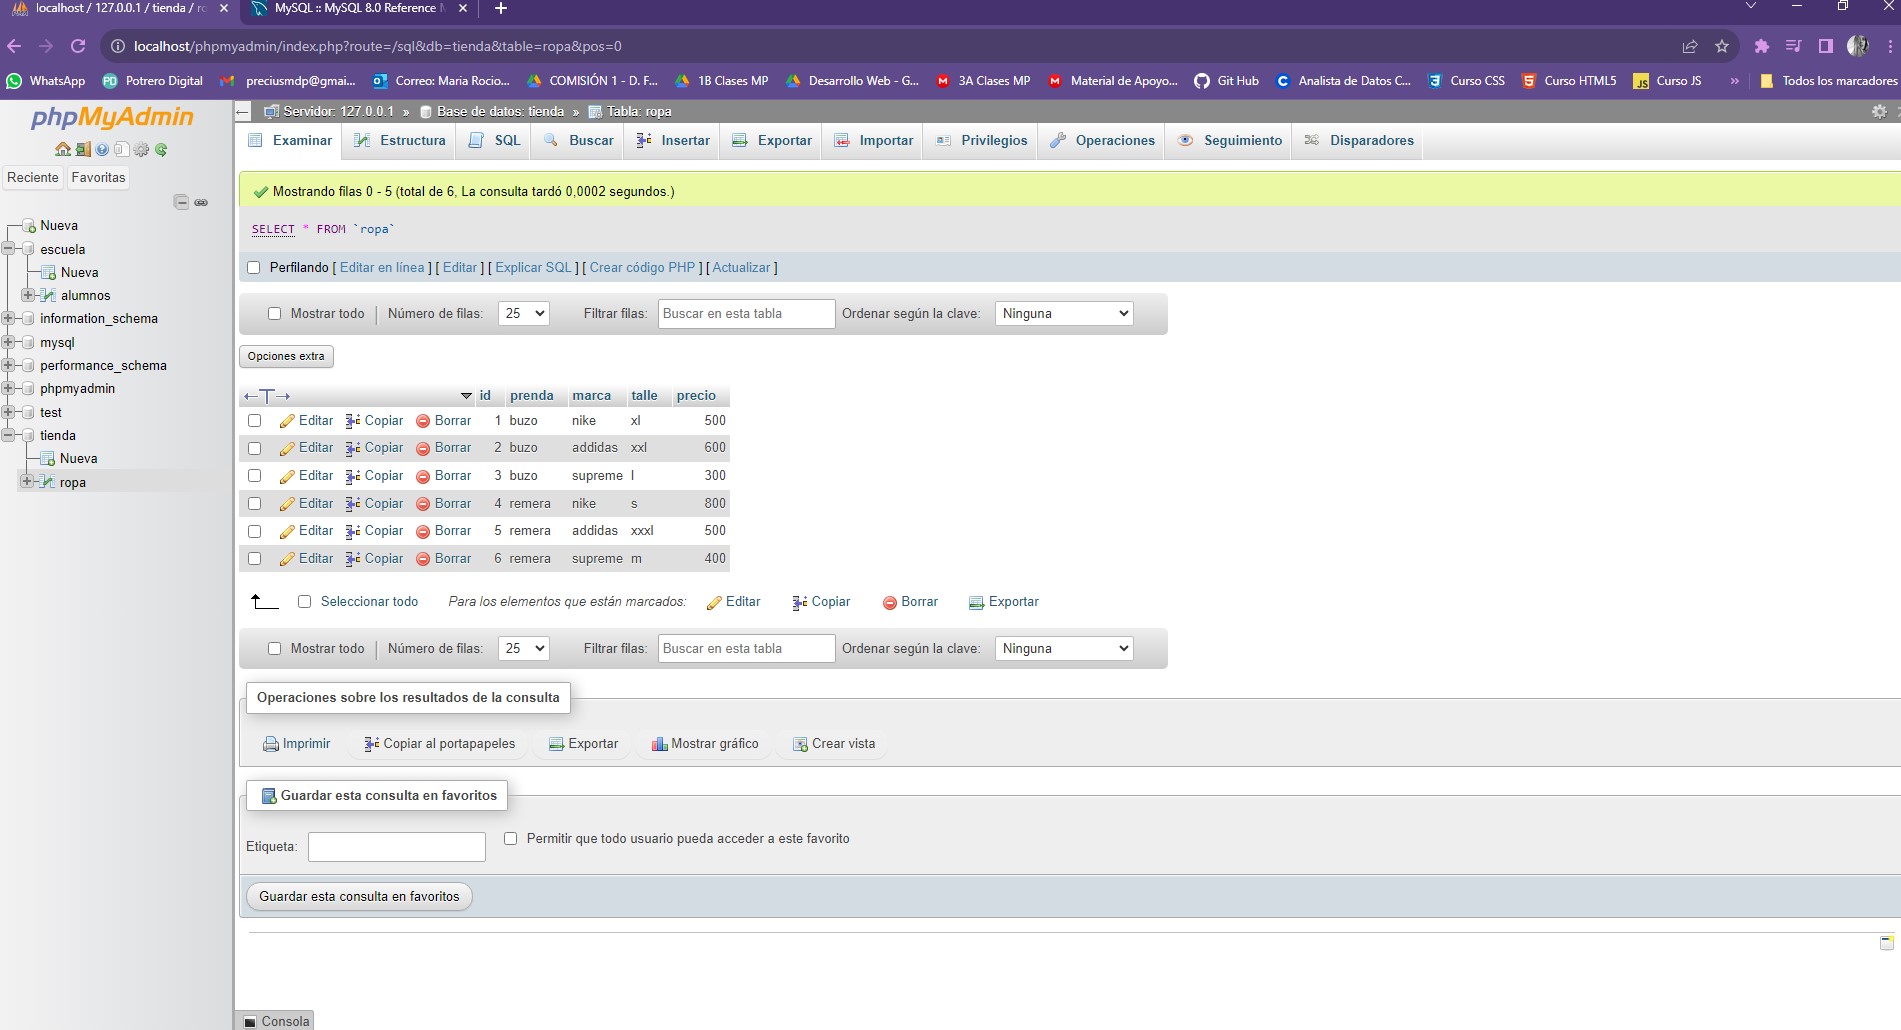 localhost / 127.0.0.1 / tienda / ro
MySQL :: MySQL 8.0 Reference M
localhost/phpmyadmin/index.php?route=/sql&db=tienda&table=ropa&pos=0
WhatsApp
PD Potrero Digital
preciusmdp@gmai...
Correo: Maria Rocio...
COMISIÓN 1 - D. F...
1B Clases MP
Desarrollo Web - G...
M 3A Clases MP
M Material de Apoyo...
Git Hub
C Analista de Datos C...
Curso CSS
Curso HTML5
JS Curso JS
»
Todos los marcadores
phpMyAdmin
Reciente Favoritas
Nueva
escuela
Nueva
alumnos
information_schema
mysql
performance_schema
phpmyadmin
test
tienda
Nueva
ropa
Servidor: 127.0.0.1 » Base de datos: tienda » Tabla: ropa
Examinar Estructura SQL Buscar Insertar Exportar Importar Privilegios Operaciones Seguimiento Disparadores
Mostrando filas 0 - 5 (total de 6, La consulta tardó 0,0002 segundos.)
SELECT * FROM `ropa`
Perfilando [ Editar en línea ] [ Editar ] [ Explicar SQL ] [ Crear código PHP ] [ Actualizar ]
Mostrar todo | Número de filas: 25 Filtrar filas: Buscar en esta tabla Ordenar según la clave: Ninguna
Opciones extra
←T→ id prenda marca talle precio
Editar Copiar Borrar 1 buzo nike xl 500
Editar Copiar Borrar 2 buzo addidas xxl 600
Editar Copiar Borrar 3 buzo supreme l 300
Editar Copiar Borrar 4 remera nike s 800
Editar Copiar Borrar 5 remera addidas xxxl 500
Editar Copiar Borrar 6 remera supreme m 400
Seleccionar todo Para los elementos que están marcados: Editar Copiar Borrar Exportar
Mostrar todo | Número de filas: 25 Filtrar filas: Buscar en esta tabla Ordenar según la clave: Ninguna
Operaciones sobre los resultados de la consulta
Imprimir Copiar al portapapeles Exportar Mostrar gráfico Crear vista
Guardar esta consulta en favoritos
Etiqueta: Permitir que todo usuario pueda acceder a este favorito
Guardar esta consulta en favoritos
Consola